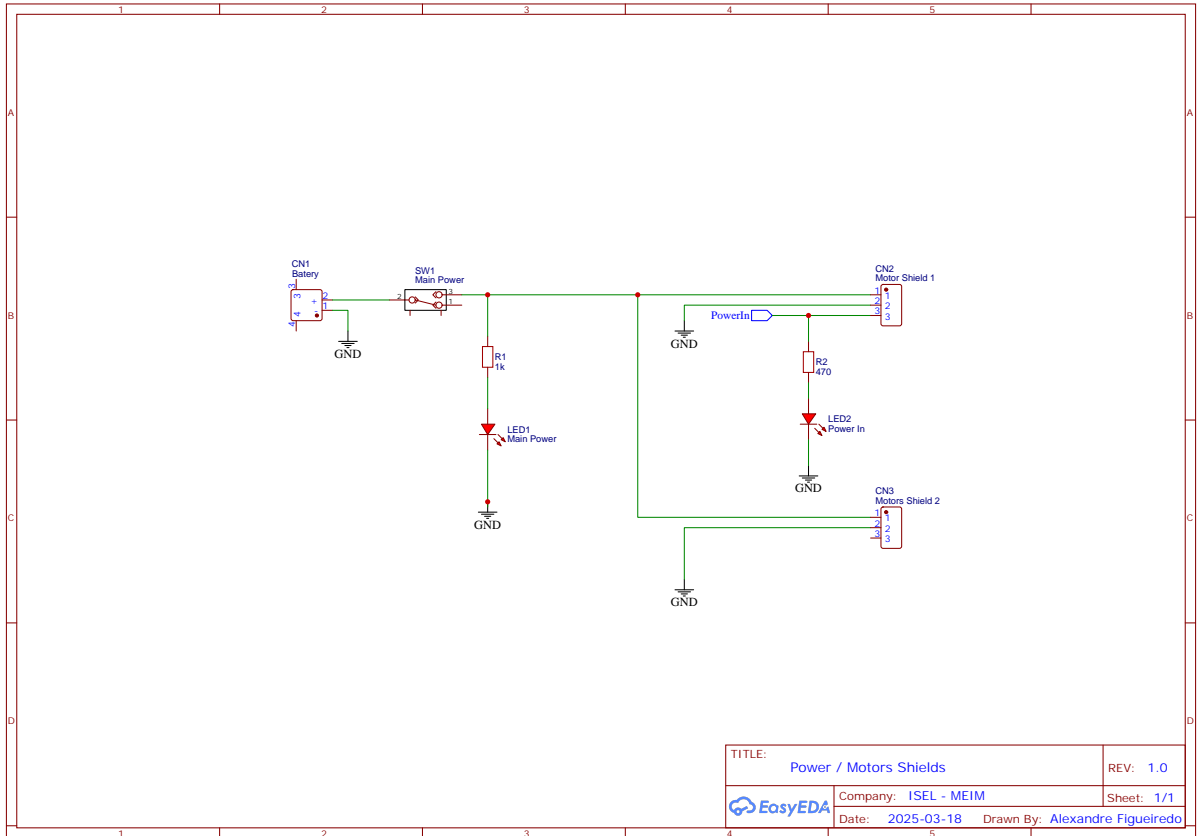 1 2 3 4 5
A A
CN1
Batery
3
3
4
4
+
-
2
1
GND
SW1
Main Power
2
3
1
R1
1k
LED1
Main Power
GND
CN2
Motor Shield 1
1 1
2 2
3 3
GND
PowerIn
R2
470
LED2
Power In
GND
B B
CN3
Motors Shield 2
1 1
2 2
3 3
GND
C C
D D
TITLE:
Power / Motors Shields
REV: 1.0
EasyEDA
Company: ISEL - MEIM
Sheet: 1/1
Date: 2025-03-18 Drawn By: Alexandre Figueiredo
1 2 3 4 5